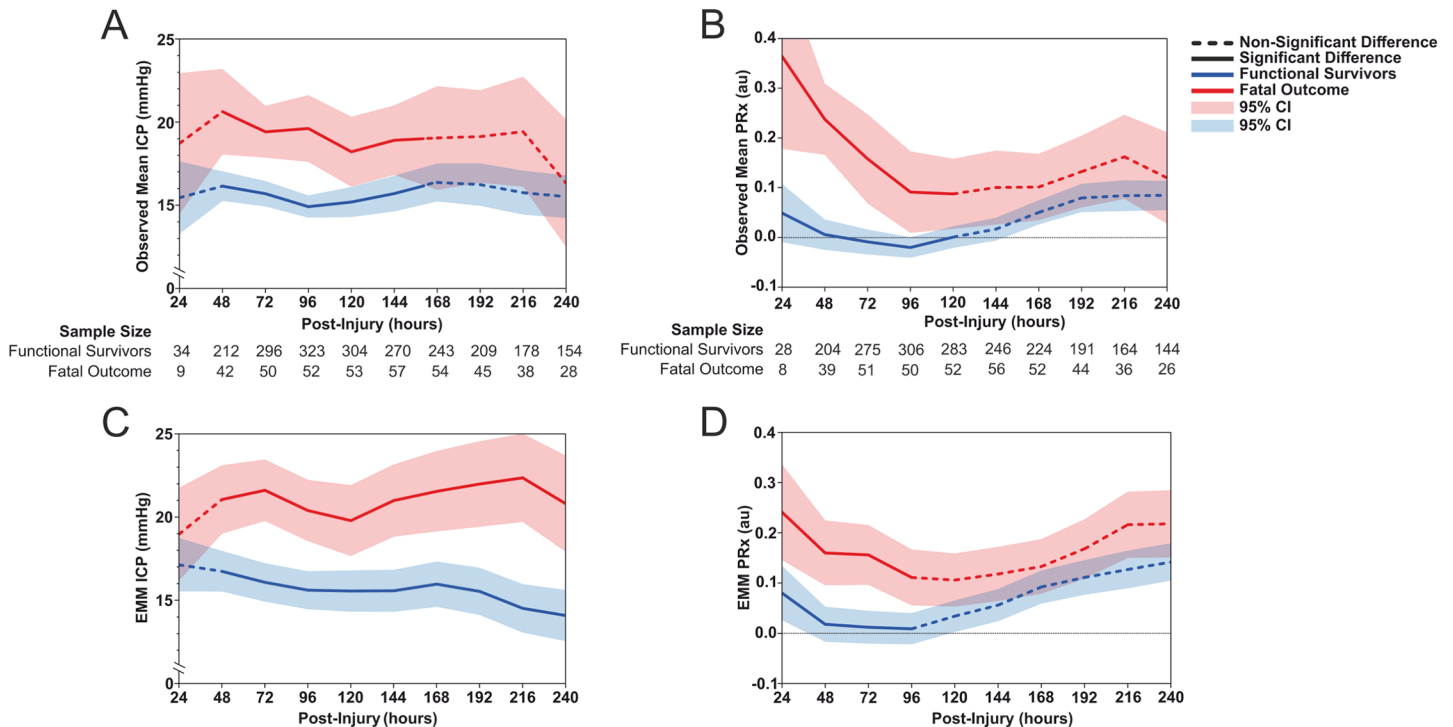 A
25
20
15
0
Observed Mean ICP (mmHg)
24 48 72 96 120 144 168 192 216 240
Post-Injury (hours)
Sample Size
Functional Survivors 34 212 296 323 304 270 243 209 178 154
Fatal Outcome 9 42 50 52 53 57 54 45 38 28
B
0.4
0.3
0.2
0.1
0.0
-0.1
Observed Mean PRx (au)
24 48 72 96 120 144 168 192 216 240
Post-Injury (hours)
Sample Size
Functional Survivors 28 204 275 306 283 246 224 191 164 144
Fatal Outcome 8 39 51 50 52 56 52 44 36 26
Non-Significant Difference
Significant Difference
Functional Survivors
Fatal Outcome
95% CI
95% CI
C
25
20
15
0
EMM ICP (mmHg)
24 48 72 96 120 144 168 192 216 240
Post-Injury (hours)
D
0.4
0.3
0.2
0.1
0.0
-0.1
EMM PRx (au)
24 48 72 96 120 144 168 192 216 240
Post-Injury (hours)